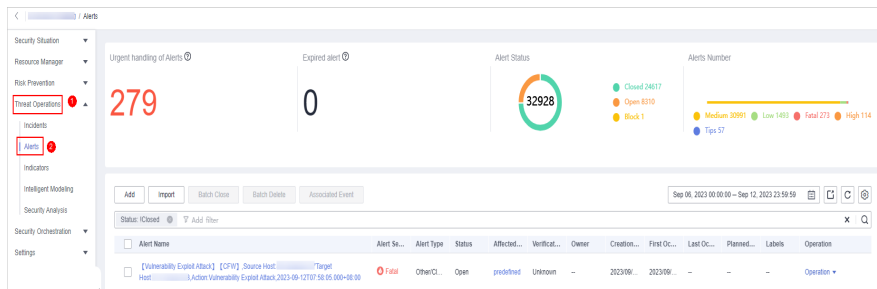 / Alerts
Security Situation
Resource Manager
Risk Prevention
Threat Operations 1
Incidents
Alerts 2
Indicators
Intelligent Modeling
Security Analysis
Security Orchestration
Settings
Urgent handling of Alerts
279
Expired alert
0
Alert Status
32928
Closed 24617
Open 8310
Block 1
Alerts Number
Medium 30991 Low 1493 Fatal 273 High 114
Tips 57
Add Import Batch Close Batch Delete Associated Event
Sep 06, 2023 00:00:00 – Sep 12, 2023 23:59:59
Status: !Closed Add filter
Alert Name Alert Se... Alert Type Status Affected... Verificat... Owner Creation... First Oc... Last Oc... Planned... Labels Operation
【Vulnerability Exploit Attack】【CFW】,Source Host: /Target
Host ),Action:Vulnerability Exploit Attack,2023-09-12T07:58:05.000+08:00
Fatal Other/Cl... Open predefined Unknown -- 2023/09/... 2023/09/... -- -- -- Operation